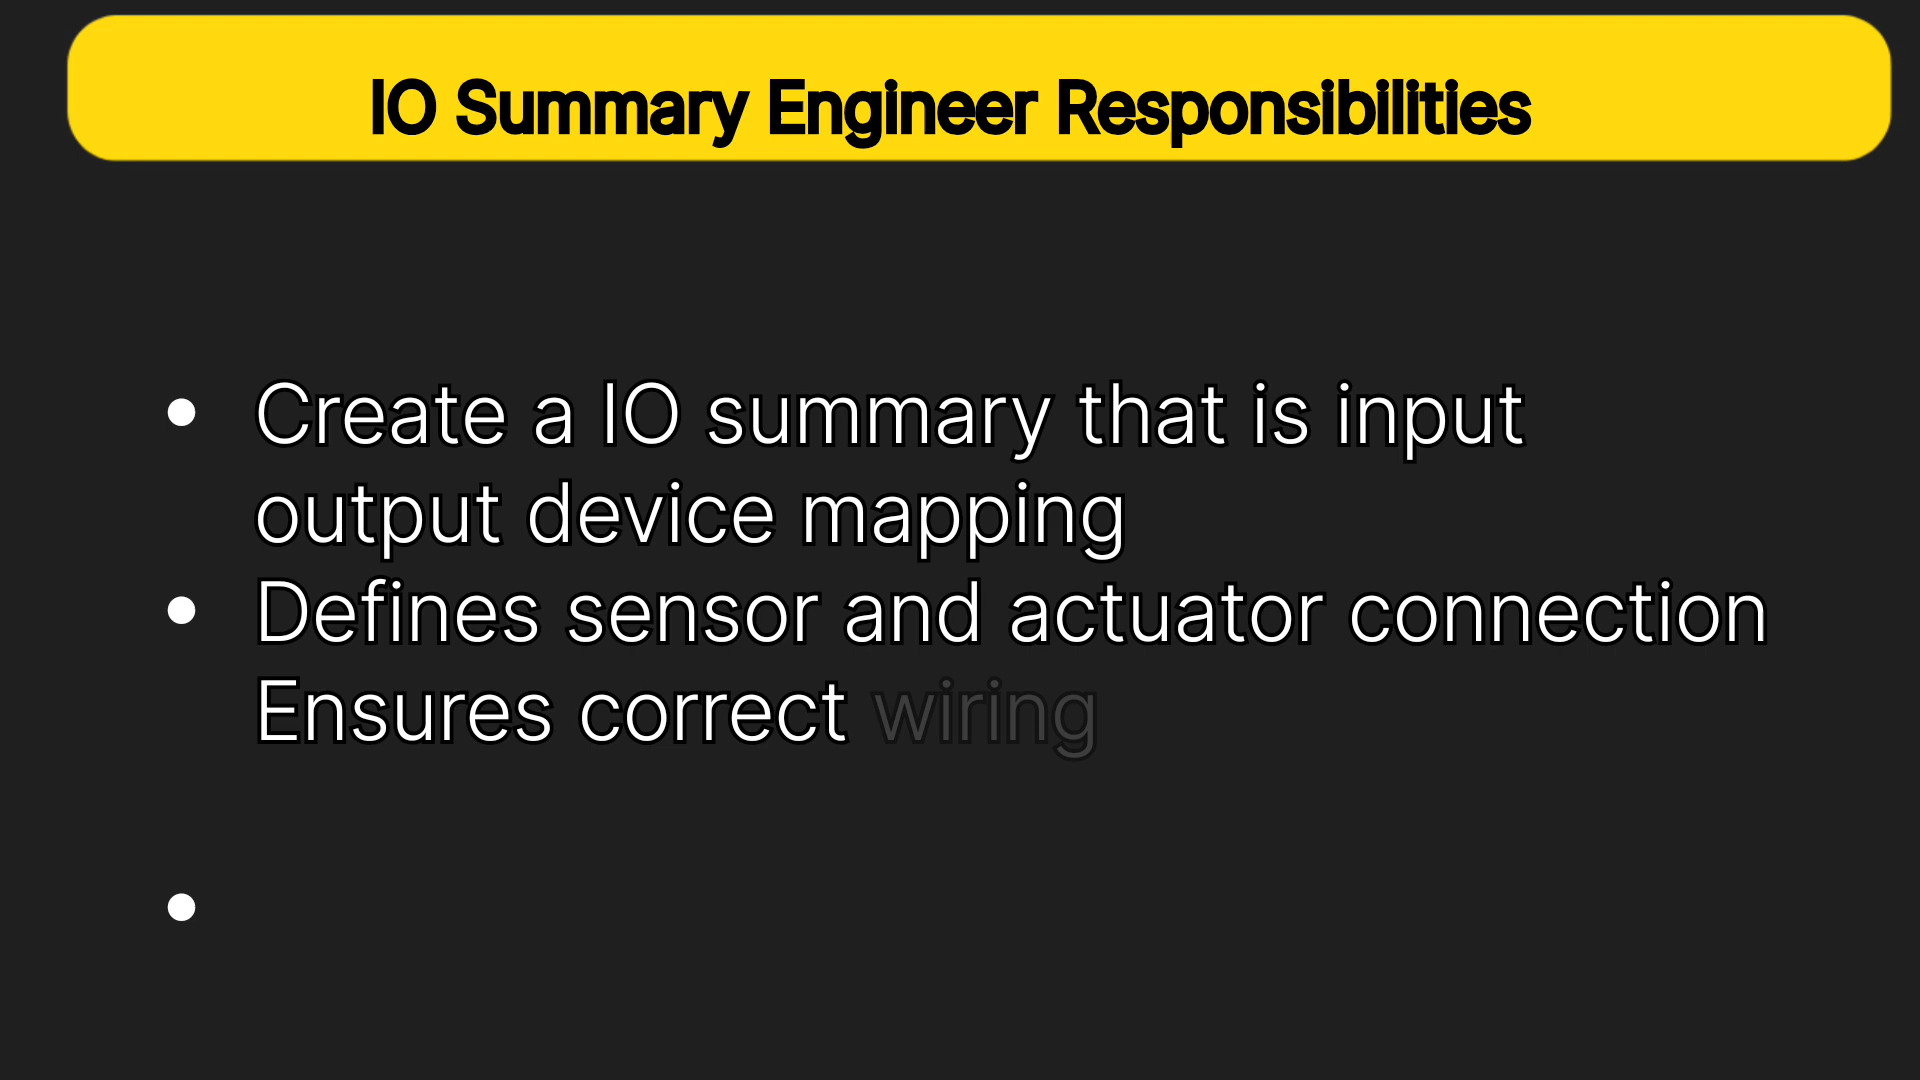 IO Summary Engineer Responsibilities
• Create a IO summary that is input
output device mapping
• Defines sensor and actuator connection
Ensures correct wiring
•